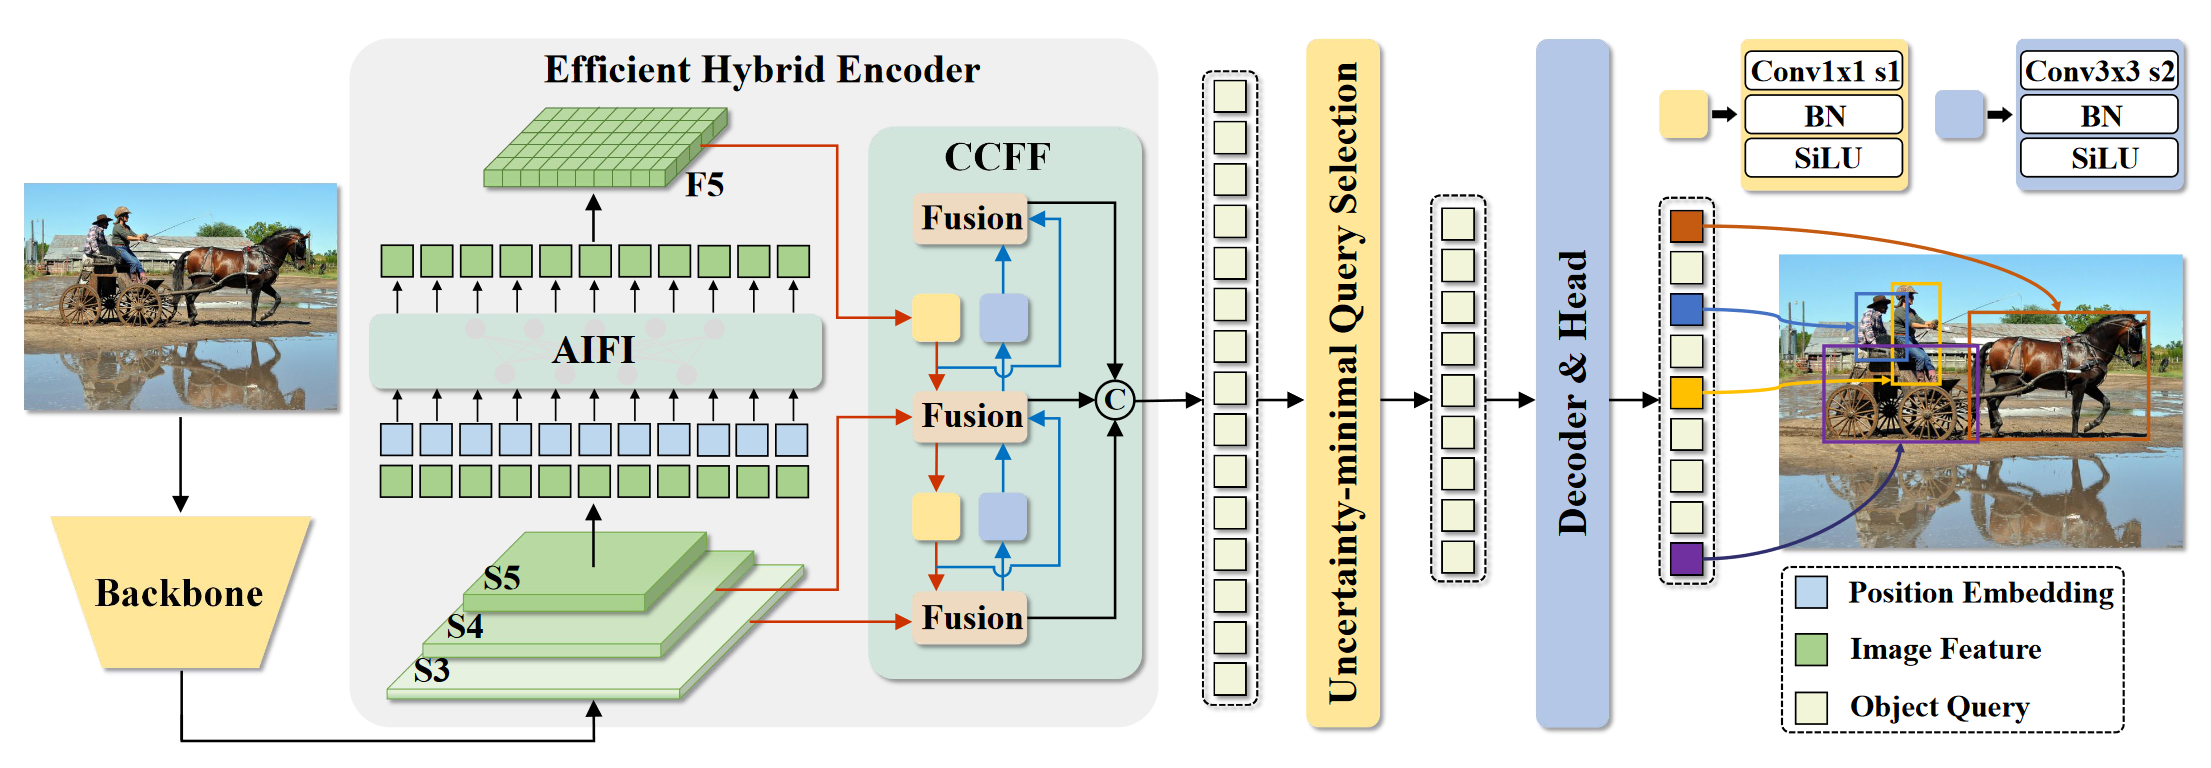 Efficient Hybrid Encoder
F5
AIFI
S5
S4
S3
Backbone
CCFF
Fusion
Fusion
Fusion
C
Uncertainty-minimal Query Selection
Decoder & Head
Conv1x1 s1
BN
SiLU
Conv3x3 s2
BN
SiLU
Position Embedding
Image Feature
Object Query